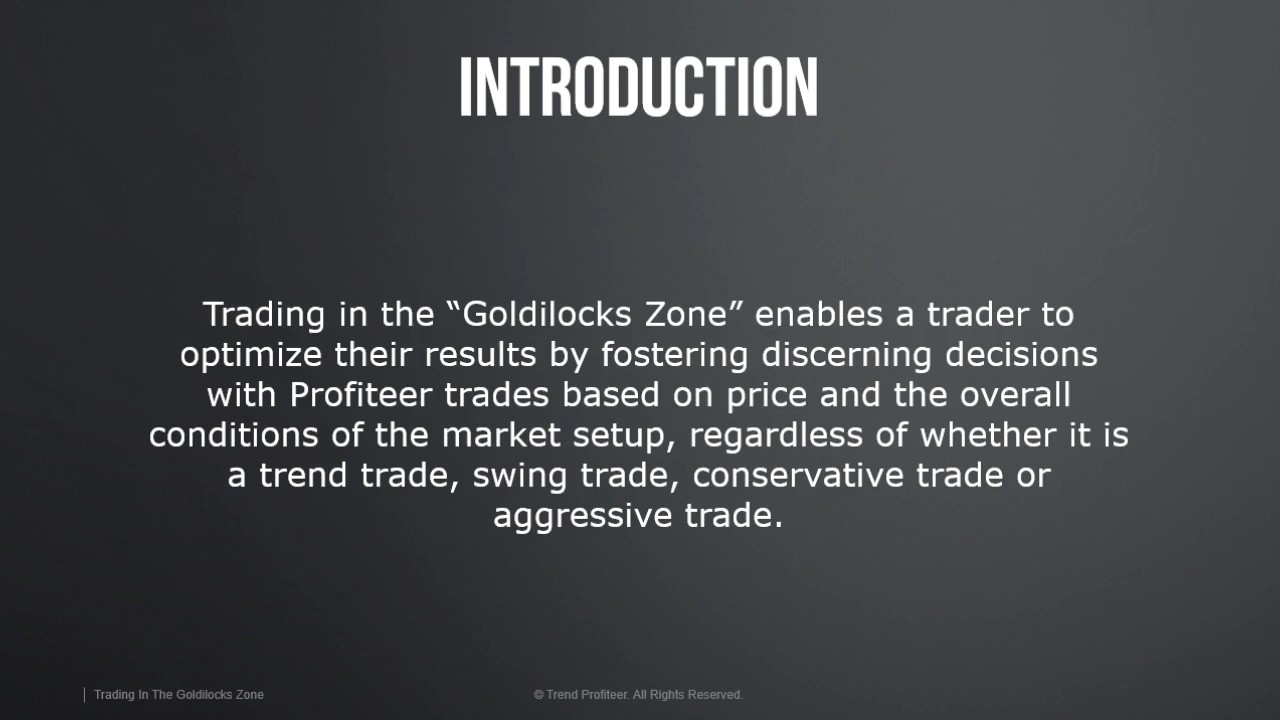 INTRODUCTION
Trading in the “Goldilocks Zone” enables a trader to
optimize their results by fostering discerning decisions
with Profiteer trades based on price and the overall
conditions of the market setup, regardless of whether it is
a trend trade, swing trade, conservative trade or
aggressive trade.
Trading In The Goldilocks Zone
© Trend Profiteer. All Rights Reserved.